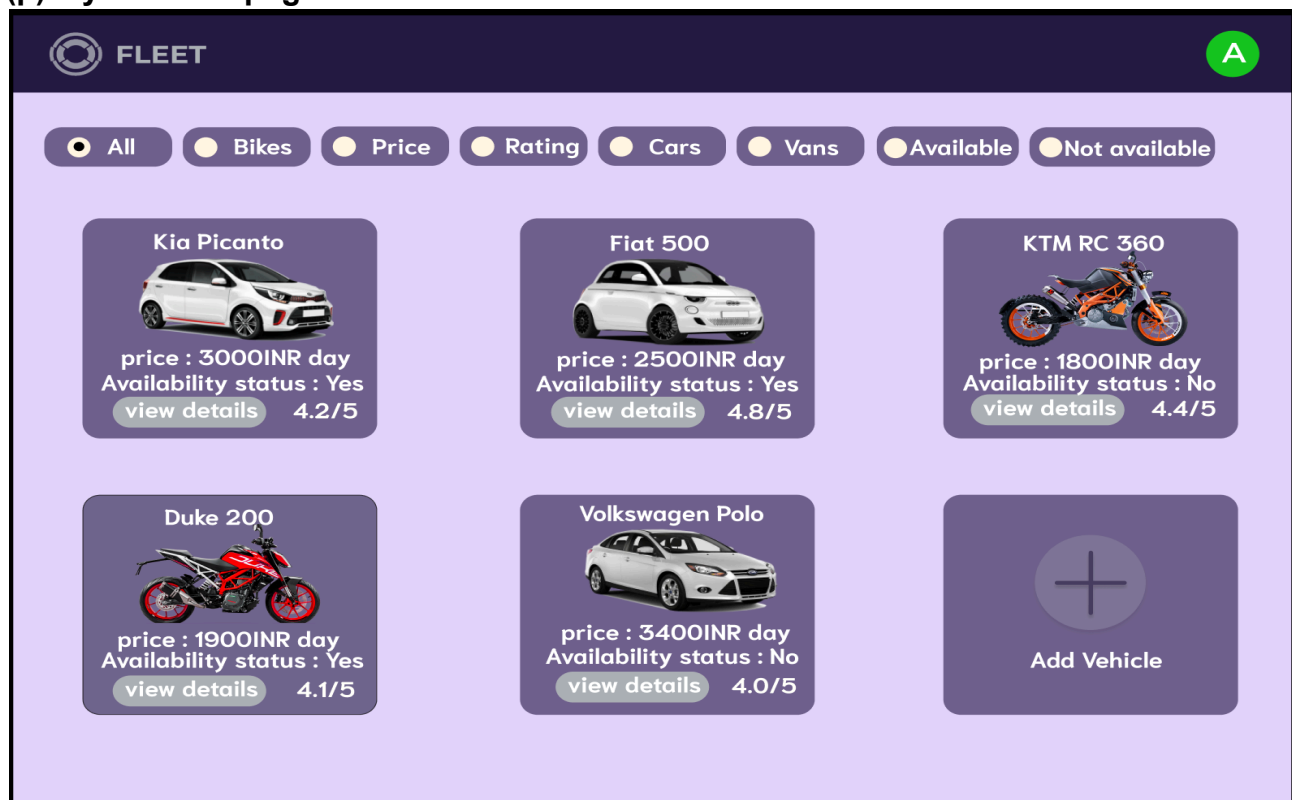 FLEET
A
All
Bikes
Price
Rating
Cars
Vans
Available
Not available
Kia Picanto
price : 3000INR day
Availability status : Yes
view details 4.2/5
Fiat 500
price : 2500INR day
Availability status : Yes
view details 4.8/5
KTM RC 360
price : 1800INR day
Availability status : No
view details 4.4/5
Duke 200
price : 1900INR day
Availability status : Yes
view details 4.1/5
Volkswagen Polo
price : 3400INR day
Availability status : No
view details 4.0/5
Add Vehicle